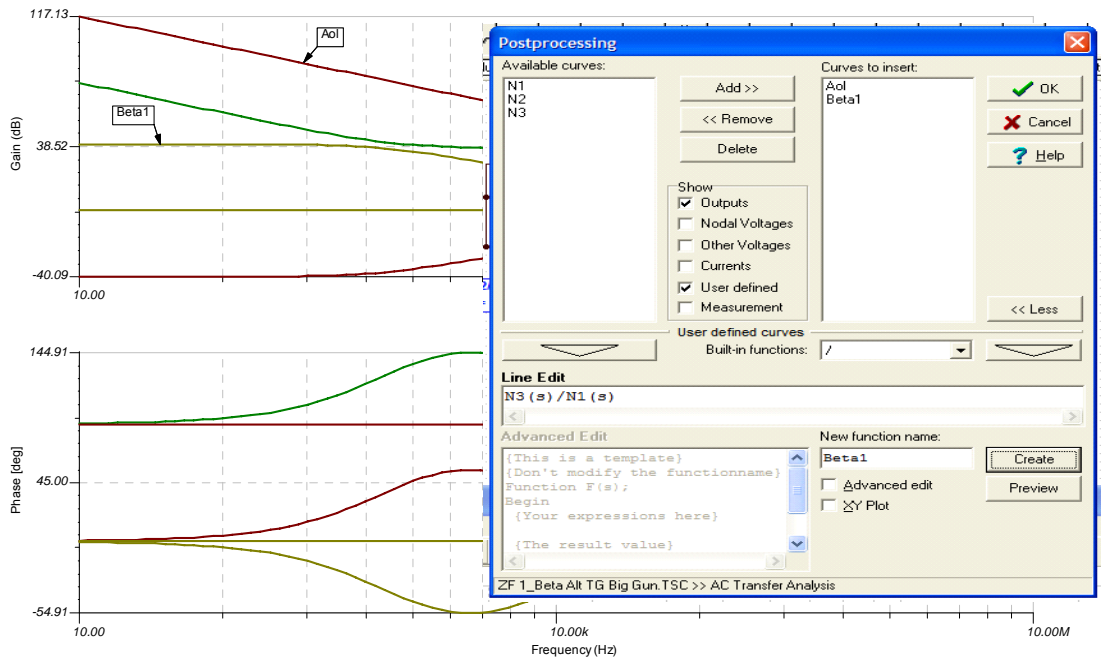 117.13
Aol
Beta1
Gain (dB)
38.52
-40.09
10.00
144.91
Phase [deg]
45.00
-54.91
10.00
10.00k
10.00M
Frequency (Hz)
Postprocessing
Available curves:
N1
N2
N3
Add >>
<< Remove
Delete
Curves to insert:
Aol
Beta1
OK
Cancel
Help
Show
Outputs
Nodal Voltages
Other Voltages
Currents
User defined
Measurement
<< Less
User defined curves
Built-in functions:
/
Line Edit
N3(s)/N1(s)
Advanced Edit
{This is a template}
{Don't modify the functionname}
Function F(s);
Begin
{Your expressions here}
{The result value}
New function name:
Beta1
Create
Advanced edit
Preview
XY Plot
ZF 1_Beta Alt TG Big Gun.TSC >> AC Transfer Analysis